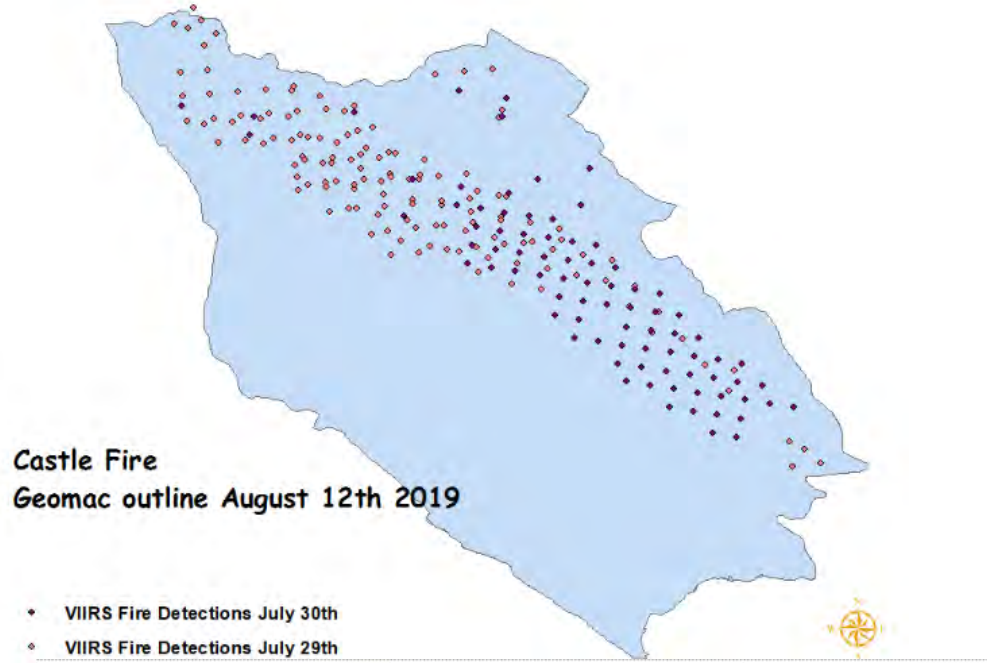 Castle Fire
Geomac outline August 12th 2019
VIIRS Fire Detections July 30th
VIIRS Fire Detections July 29th
N
W
E
S